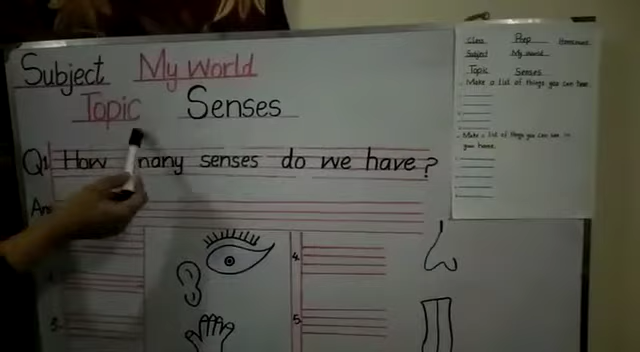 Subject My World
Topic Senses
Q1 How many senses do we have?
An
4.
3. 5.
Class Prep
Subject My world
Topic Senses
Make a list of things you can hear
Make a list of things you can see in
your home.